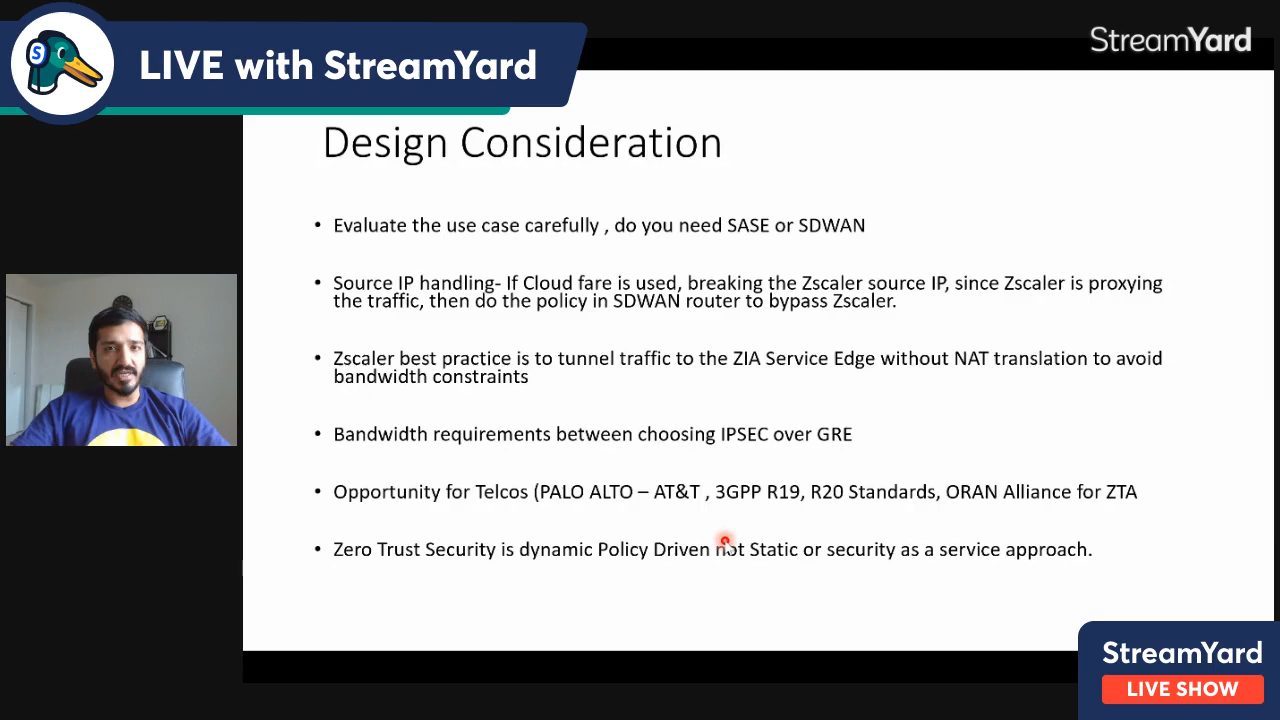 S
LIVE with StreamYard
StreamYard
Design Consideration
• Evaluate the use case carefully , do you need SASE or SDWAN
• Source IP handling- If Cloud fare is used, breaking the Zscaler source IP, since Zscaler is proxying
the traffic, then do the policy in SDWAN router to bypass Zscaler.
• Zscaler best practice is to tunnel traffic to the ZIA Service Edge without NAT translation to avoid
bandwidth constraints
• Bandwidth requirements between choosing IPSEC over GRE
• Opportunity for Telcos (PALO ALTO – AT&T , 3GPP R19, R20 Standards, ORAN Alliance for ZTA
• Zero Trust Security is dynamic Policy Driven not Static or security as a service approach.
StreamYard
LIVE SHOW